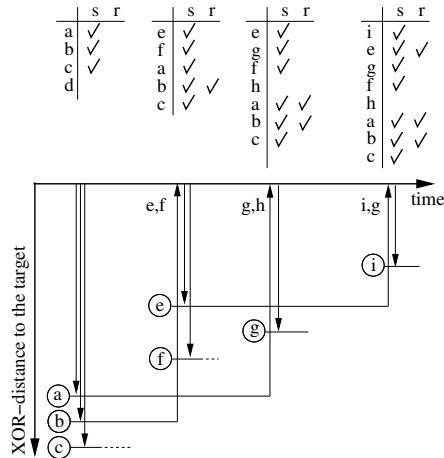 s r
a ✓
b ✓
c ✓
d
s r
e ✓
f ✓
a ✓
b ✓ ✓
c ✓
s r
e ✓
g ✓
f ✓
h
a ✓ ✓
b ✓ ✓
c ✓
s r
i ✓
e ✓ ✓
g ✓
f ✓
h
a ✓ ✓
b ✓ ✓
c ✓
e,f
g,h
i,g
time
XOR−distance to the target
i
e
g
f
a
b
c